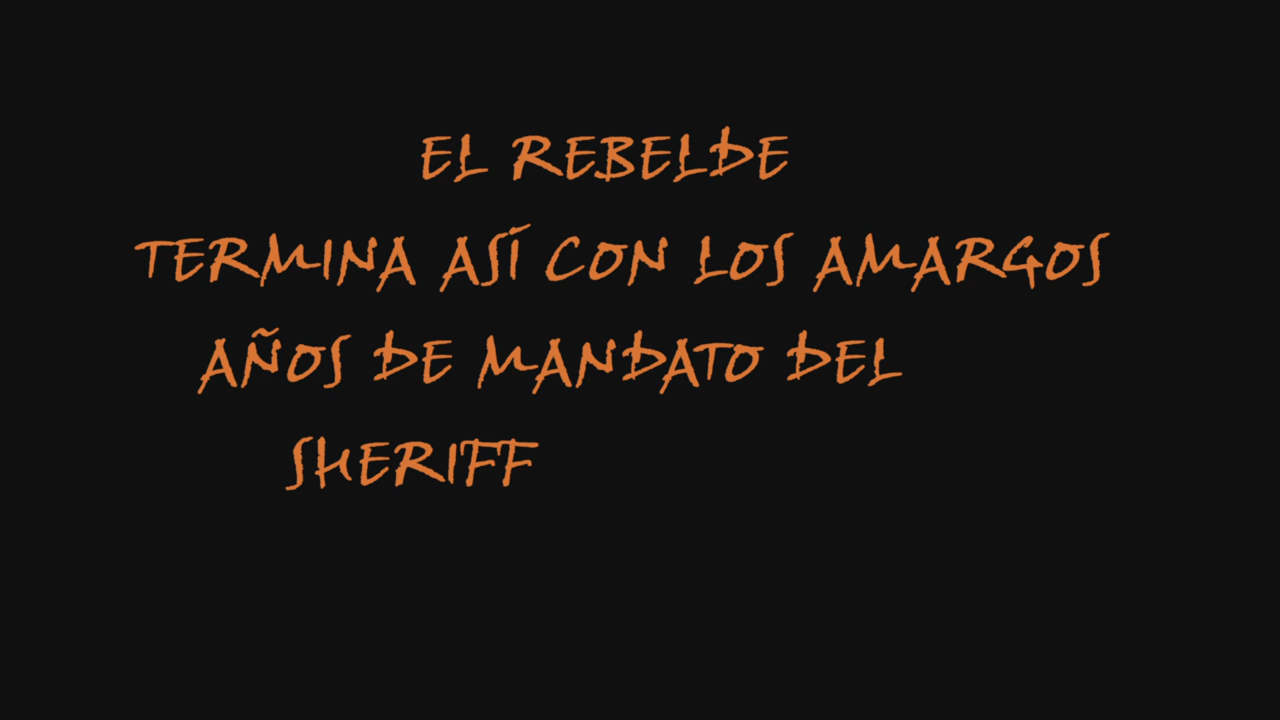 EL REBELDE
TERMINA ASÍ CON LOS AMARGOS
AÑOS DE MANDATO DEL
SHERIFF